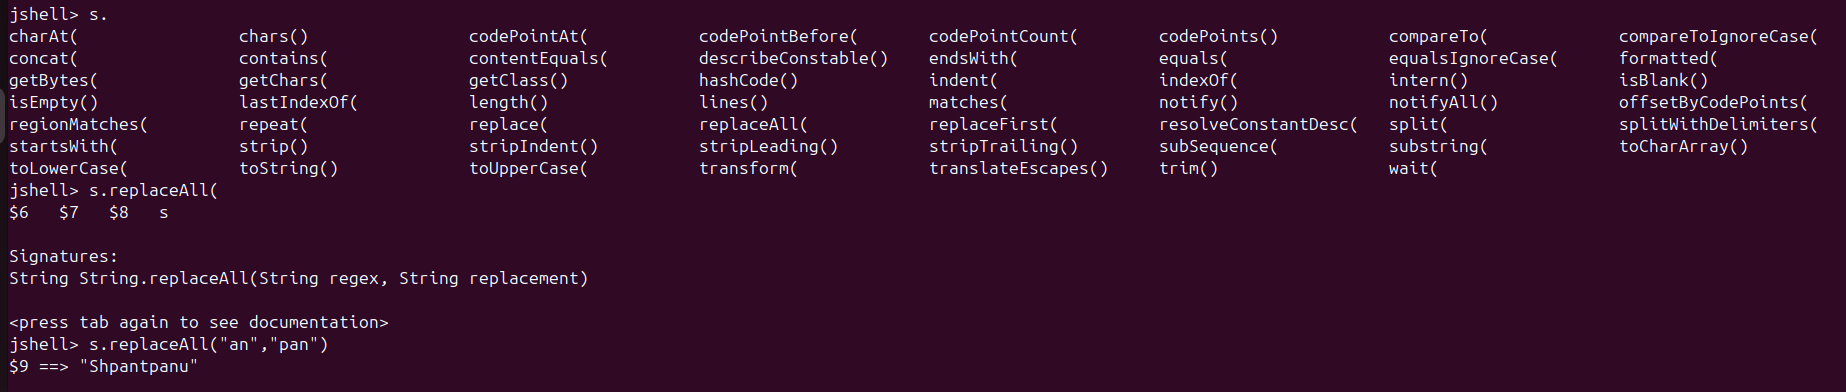 jshell> s.
charAt( chars() codePointAt( codePointBefore( codePointCount( codePoints() compareTo( compareToIgnoreCase(
concat( contains( contentEquals( describeConstable() endsWith( equals( equalsIgnoreCase( formatted(
getBytes( getChars( getClass() hashCode() indent( indexOf( intern() isBlank()
isEmpty() lastIndexOf( length() lines() matches( notify() notifyAll() offsetByCodePoints(
regionMatches( repeat( replace( replaceAll( replaceFirst( resolveConstantDesc( split( splitWithDelimiters(
startsWith( strip() stripIndent() stripLeading() stripTrailing() subSequence( substring( toCharArray()
toLowerCase( toString() toUpperCase( transform( translateEscapes() trim() wait(
jshell> s.replaceAll(
$6 $7 $8 s
Signatures:
String String.replaceAll(String regex, String replacement)
<press tab again to see documentation>
jshell> s.replaceAll("an","pan")
$9 ==> "Shpantpanu"